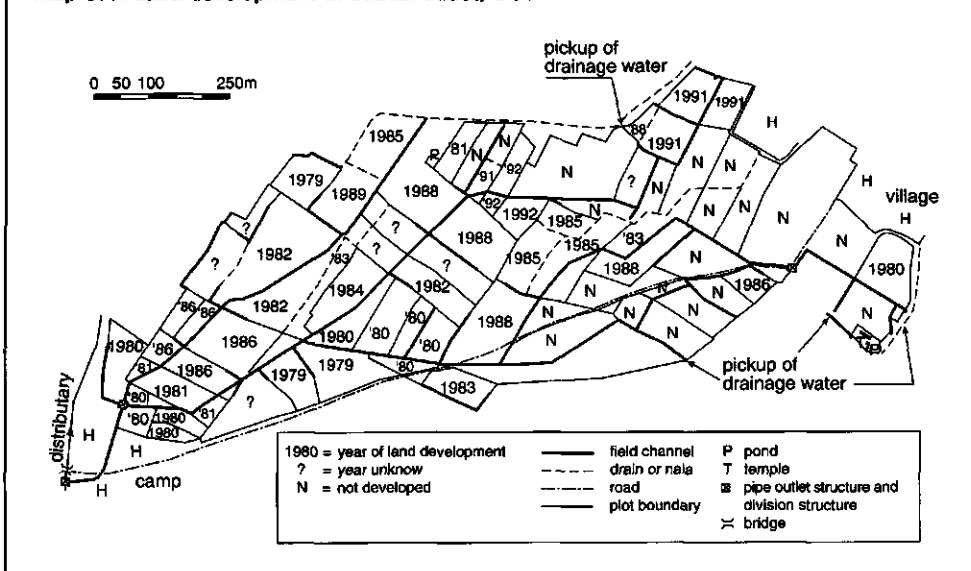 Land development
pickup of
drainage water
0 50 100 250m
1991
1991
'88
1991
H
1985
'81
N
N
'91
'92
N
?
N
N
N
H
village
1979
1989
1988
'92
1992
1985
N
N
N
N
N
H
?
1982
?
'83
1988
1985
'83
N
1980
?
'83
?
1985
1988
N
1984
1982
N
N
1986
'86
'86
1982
1988
N
N
N
N
1980
'86
1986
1980
'80
'80
'80
N
N
N
P
'81
1986
1979
1979
'80
1983
pickup of
drainage water
'80
1981
?
'80
1980
'81
1980
distributary
H
H
H
camp
1980 = year of land development
? = year unknow
N = not developed
field channel
drain or nala
road
plot boundary
P pond
T temple
pipe outlet structure and
division structure
bridge